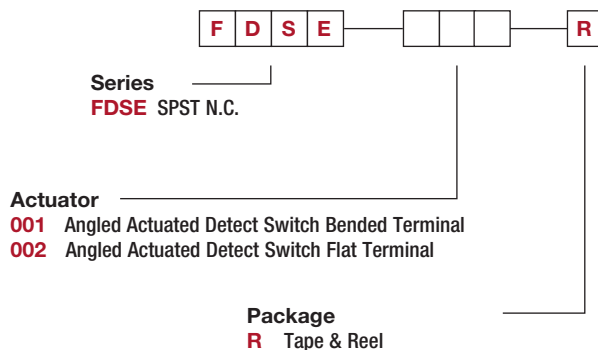 F D S E R
Series
FDSE SPST N.C.
Actuator
001 Angled Actuated Detect Switch Bended Terminal
002 Angled Actuated Detect Switch Flat Terminal
Package
R Tape & Reel